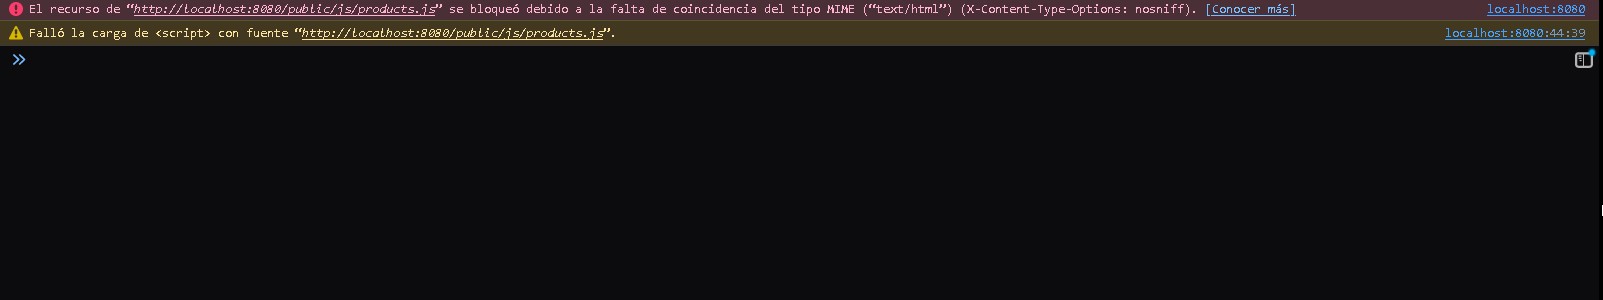 El recurso de “http://localhost:8080/public/js/products.js” se bloqueó debido a la falta de coincidencia del tipo MIME (“text/html”) (X-Content-Type-Options: nosniff). [Conocer más] localhost:8080
Falló la carga de <script> con fuente “http://localhost:8080/public/js/products.js”. localhost:8080:44:39